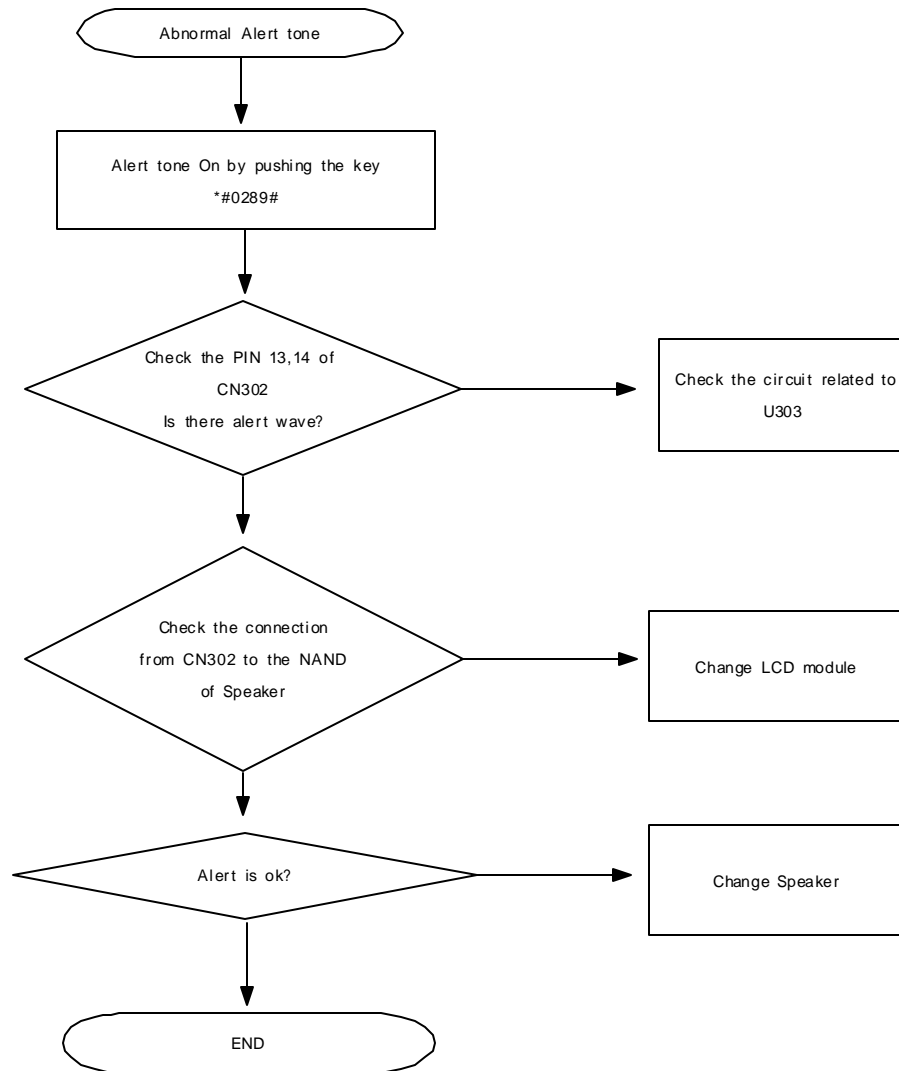 Abnormal Alert tone
Alert tone On by pushing the key
*#0289#
Check the PIN 13,14 of
CN302
Is there alert wave?
Check the circuit related to
U303
Check the connection
from CN302 to the NAND
of Speaker
Change LCD module
Alert is ok?
Change Speaker
END